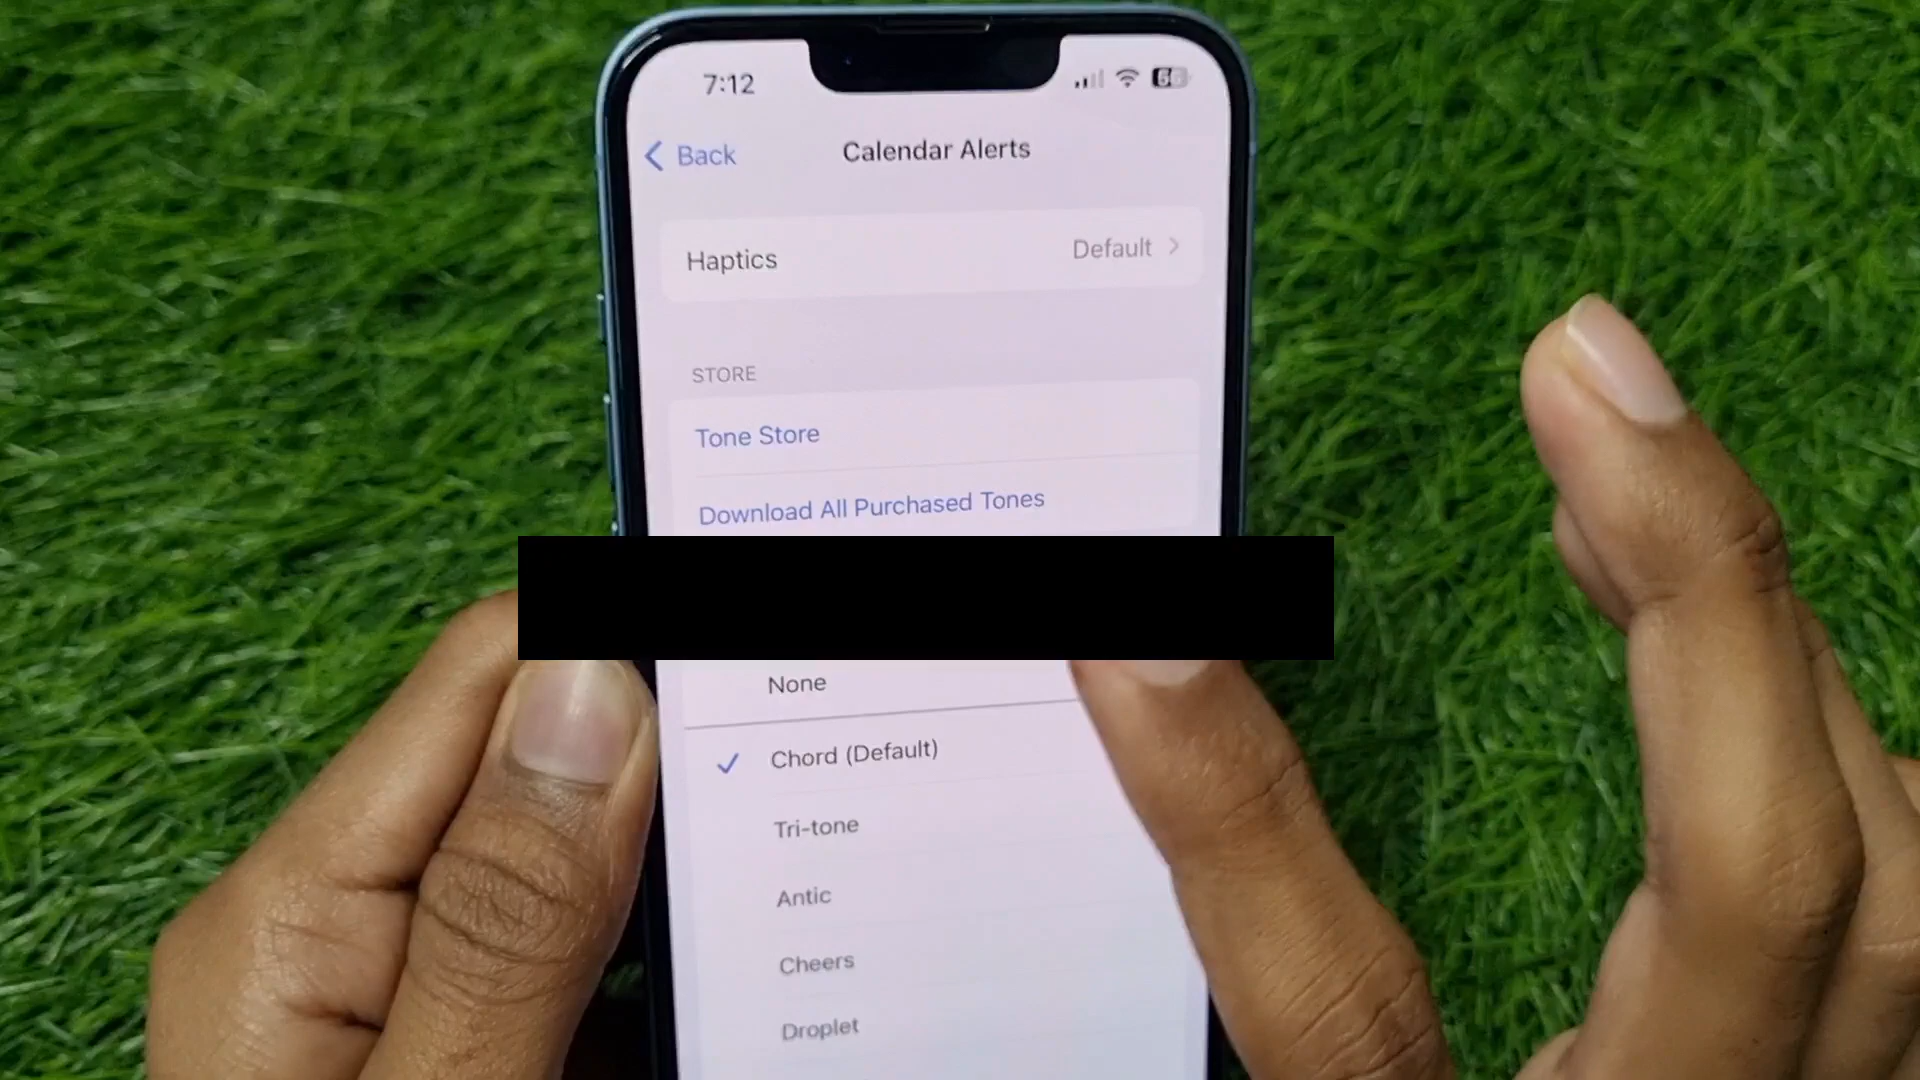 7:12
Back
Calendar Alerts
Haptics
Default
STORE
Tone Store
Download All Purchased Tones
None
Chord (Default)
Tri-tone
Antic
Cheers
Droplet